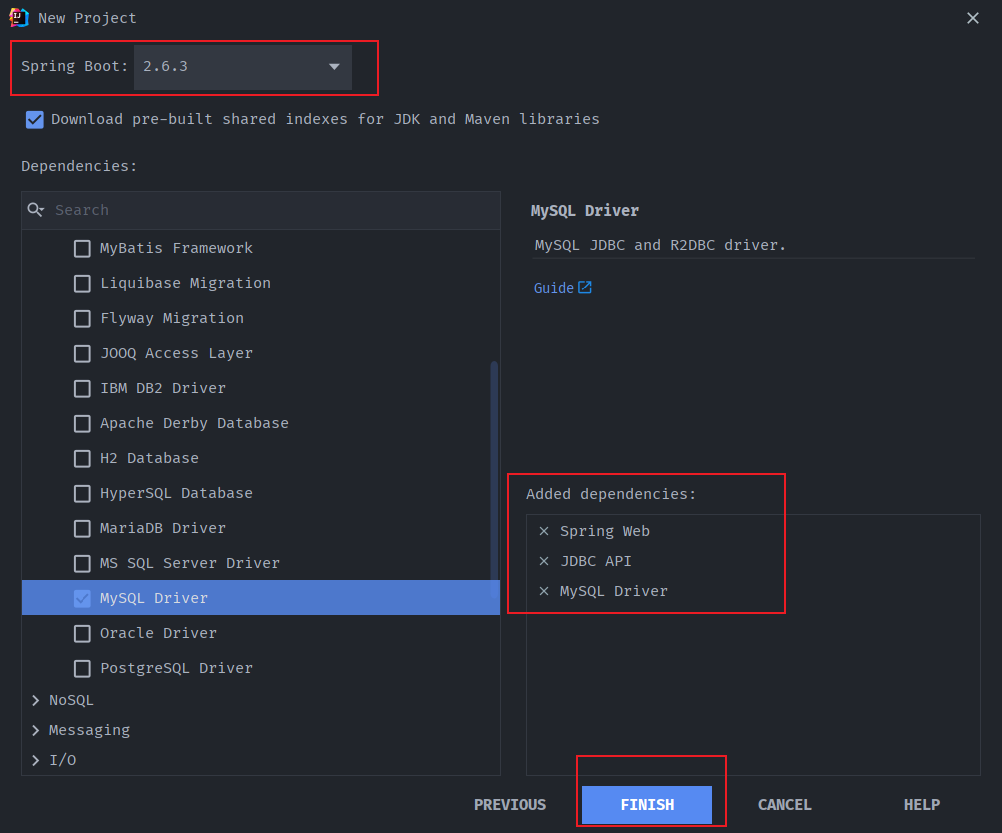 New Project
Spring Boot: 2.6.3
Download pre-built shared indexes for JDK and Maven libraries
Dependencies:
Search
MyBatis Framework
Liquibase Migration
Flyway Migration
JOOQ Access Layer
IBM DB2 Driver
Apache Derby Database
H2 Database
HyperSQL Database
MariaDB Driver
MS SQL Server Driver
MySQL Driver
Oracle Driver
PostgreSQL Driver
NoSQL
Messaging
I/O
MySQL Driver
MySQL JDBC and R2DBC driver.
Guide
Added dependencies:
Spring Web
JDBC API
MySQL Driver
PREVIOUS FINISH CANCEL HELP